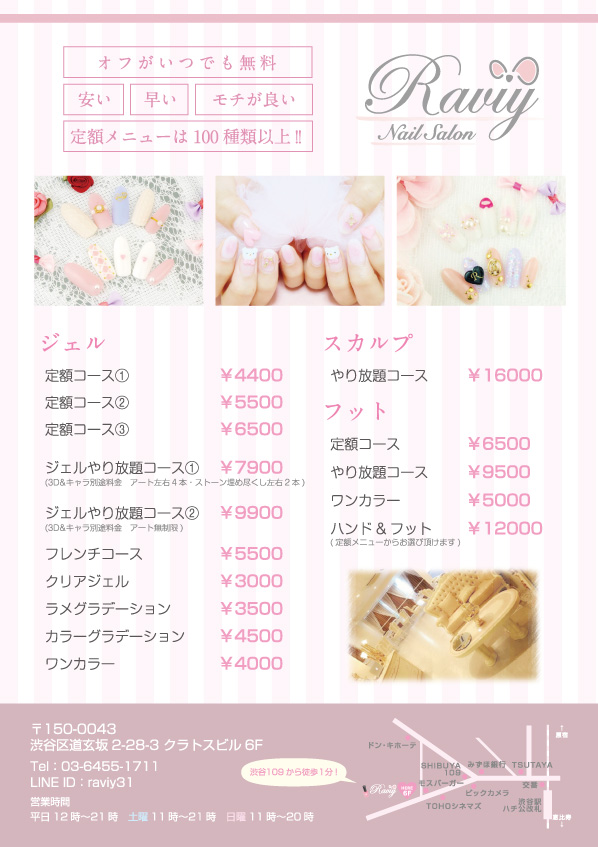 オフがいつでも無料
安い 早い モチが良い
定額メニューは100種類以上!!
Raviy
Nail Salon
ジェル
定額コース① ￥4400
定額コース② ￥5500
定額コース③ ￥6500
ジェルやり放題コース① ￥7900
(3D&キャラ別途料金 アート左右4本・ストーン埋め尽くし左右2本)
ジェルやり放題コース② ￥9900
(3D&キャラ別途料金 アート無制限)
フレンチコース ￥5500
クリアジェル ￥3000
ラメグラデーション ￥3500
カラーグラデーション ￥4500
ワンカラー ￥4000
スカルプ
やり放題コース ￥16000
フット
定額コース ￥6500
やり放題コース ￥9500
ワンカラー ￥5000
ハンド&フット ￥12000
(定額メニューからお選び頂けます)
〒150-0043
渋谷区道玄坂2-28-3 クラトスビル6F
Tel：03-6455-1711
LINE ID：raviy31
営業時間
平日12時〜21時 土曜11時〜21時 日曜11時〜20時
渋谷109から徒歩1分！
ドン・キホーテ
SHIBUYA
109
みずほ銀行
TSUTAYA
モスバーガー
Raviy
6F
ビックカメラ
交番
TOHOシネマズ
渋谷駅
ハチ公改札
↑
原宿
恵比寿
↓